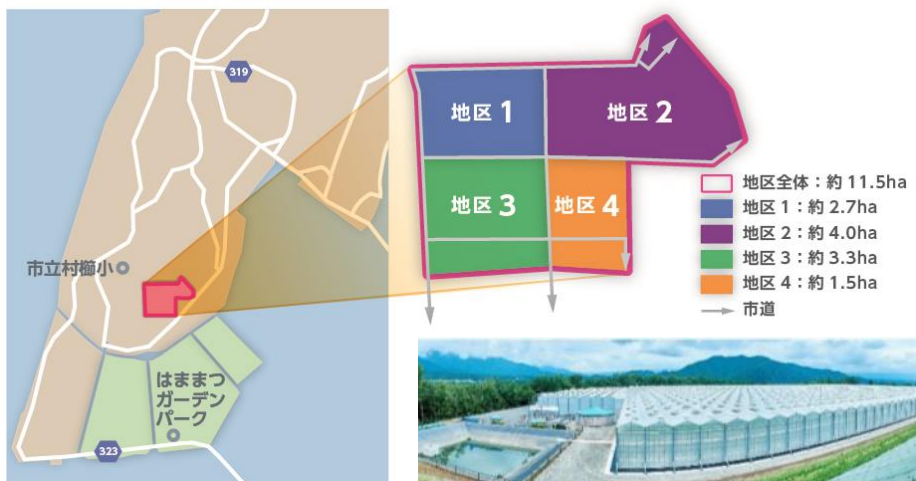 319
市立村櫛小
はままつ
ガーデン
パーク
323
地区 1
地区 2
地区 3
地区 4
地区全体：約 11.5ha
地区 1：約 2.7ha
地区 2：約 4.0ha
地区 3：約 3.3ha
地区 4：約 1.5ha
市道